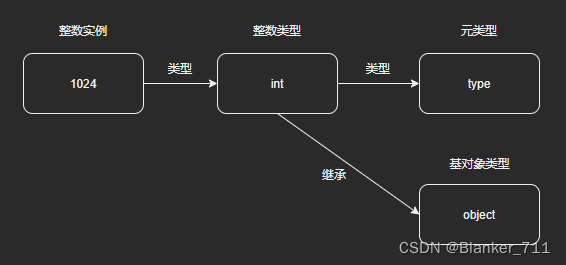 整数实例
整数类型
元类型
1024
类型
int
类型
type
继承
基对象类型
object
CSDN @Blanker_711